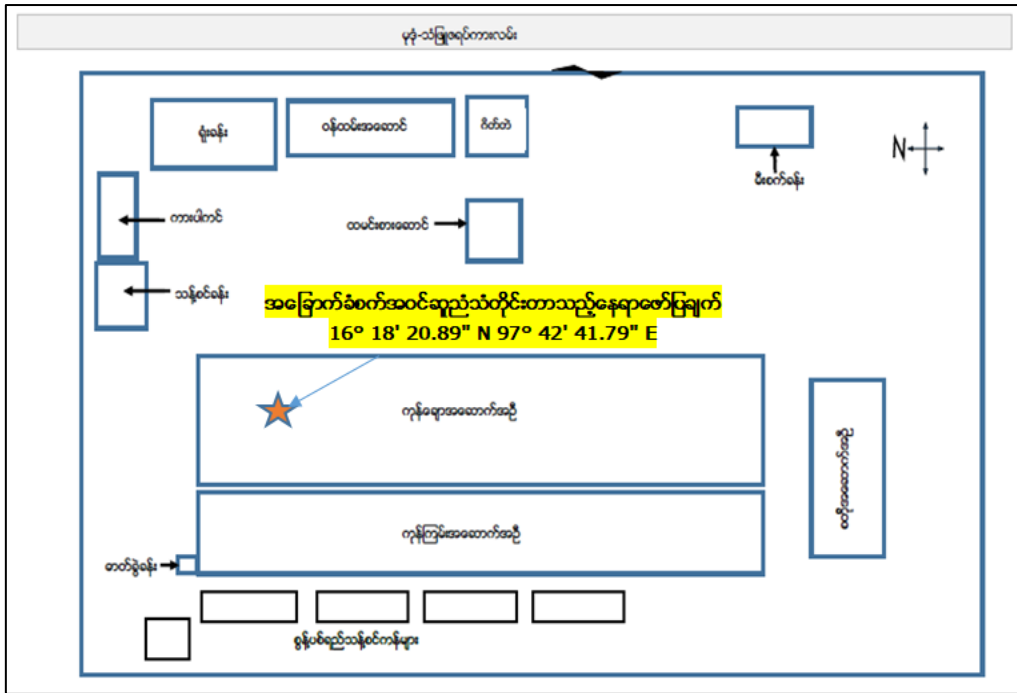 မုဒုံ-သံဖြူဇရပ်ကားလမ်း
ရုံးခန်း
ဝန်ထမ်းအဆောင်
ဂိတ်တဲ
N
မီးစက်ခန်း
ကားပါကင်
ထမင်းစားဆောင်
သန့်စင်ခန်း
အခြောက်ခံစက်အဝင်ဆူညံသံတိုင်းတာသည့်နေရာဖော်ပြချက်
16° 18' 20.89" N 97° 42' 41.79" E
ကုန်ချောအဆောက်အဦ
စတိုအဆောက်အဦ
ကုန်ကြမ်းအဆောက်အဦ
ဓာတ်ခွဲခန်း
စွန့်ပစ်ရည်သန့်စင်ကန်များ